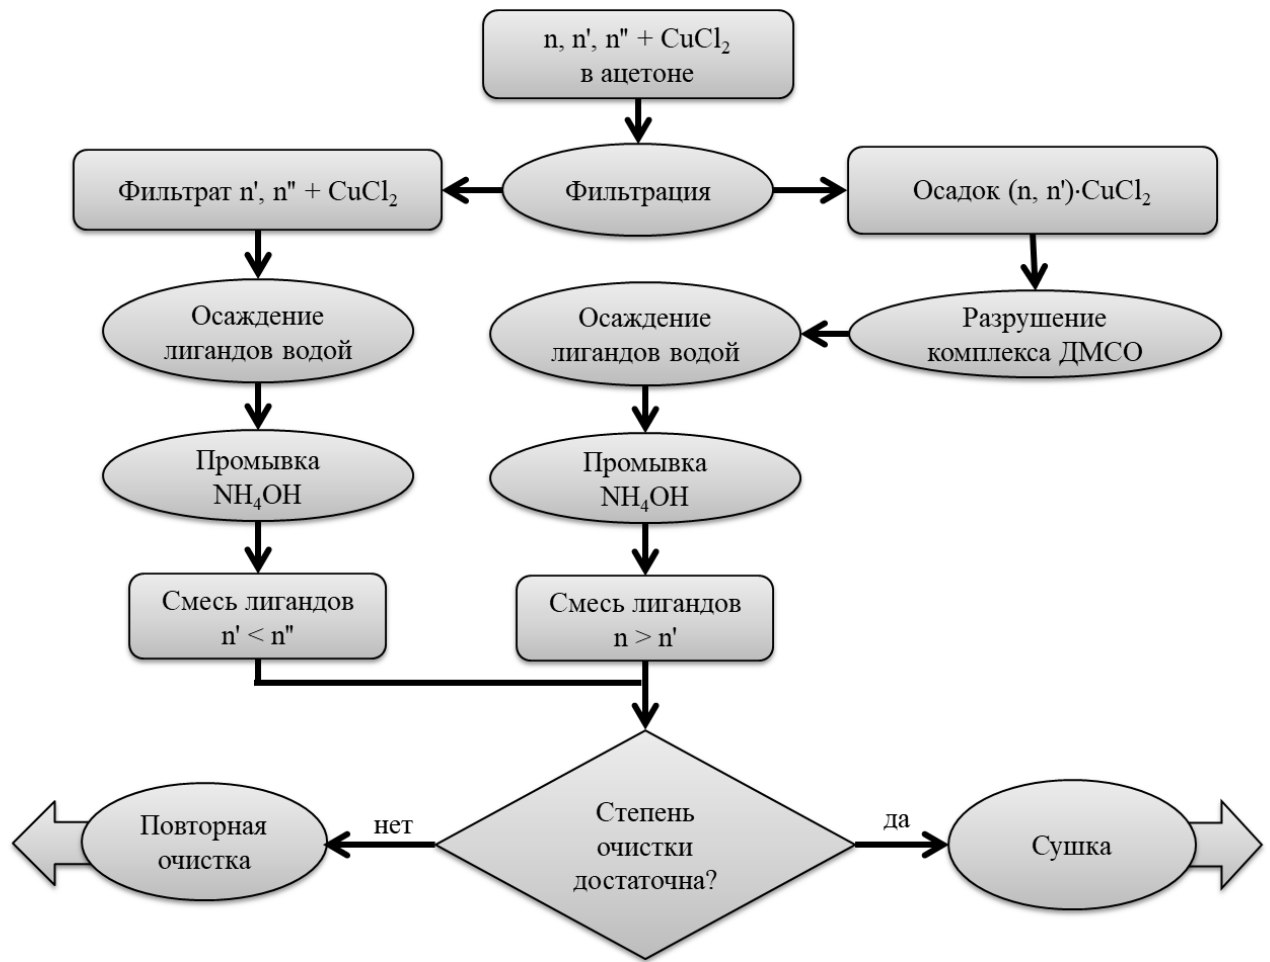 n, n', n'' + CuCl₂
в ацетоне
Фильтрат n', n'' + CuCl₂
Фильтрация
Осадок (n, n')·CuCl₂
Осаждение
лигандов водой
Осаждение
лигандов водой
Разрушение
комплекса ДМСО
Промывка
NH₄OH
Промывка
NH₄OH
Смесь лигандов
n' < n''
Смесь лигандов
n > n'
Степень
очистки
достаточна?
нет
да
Повторная
очистка
Сушка